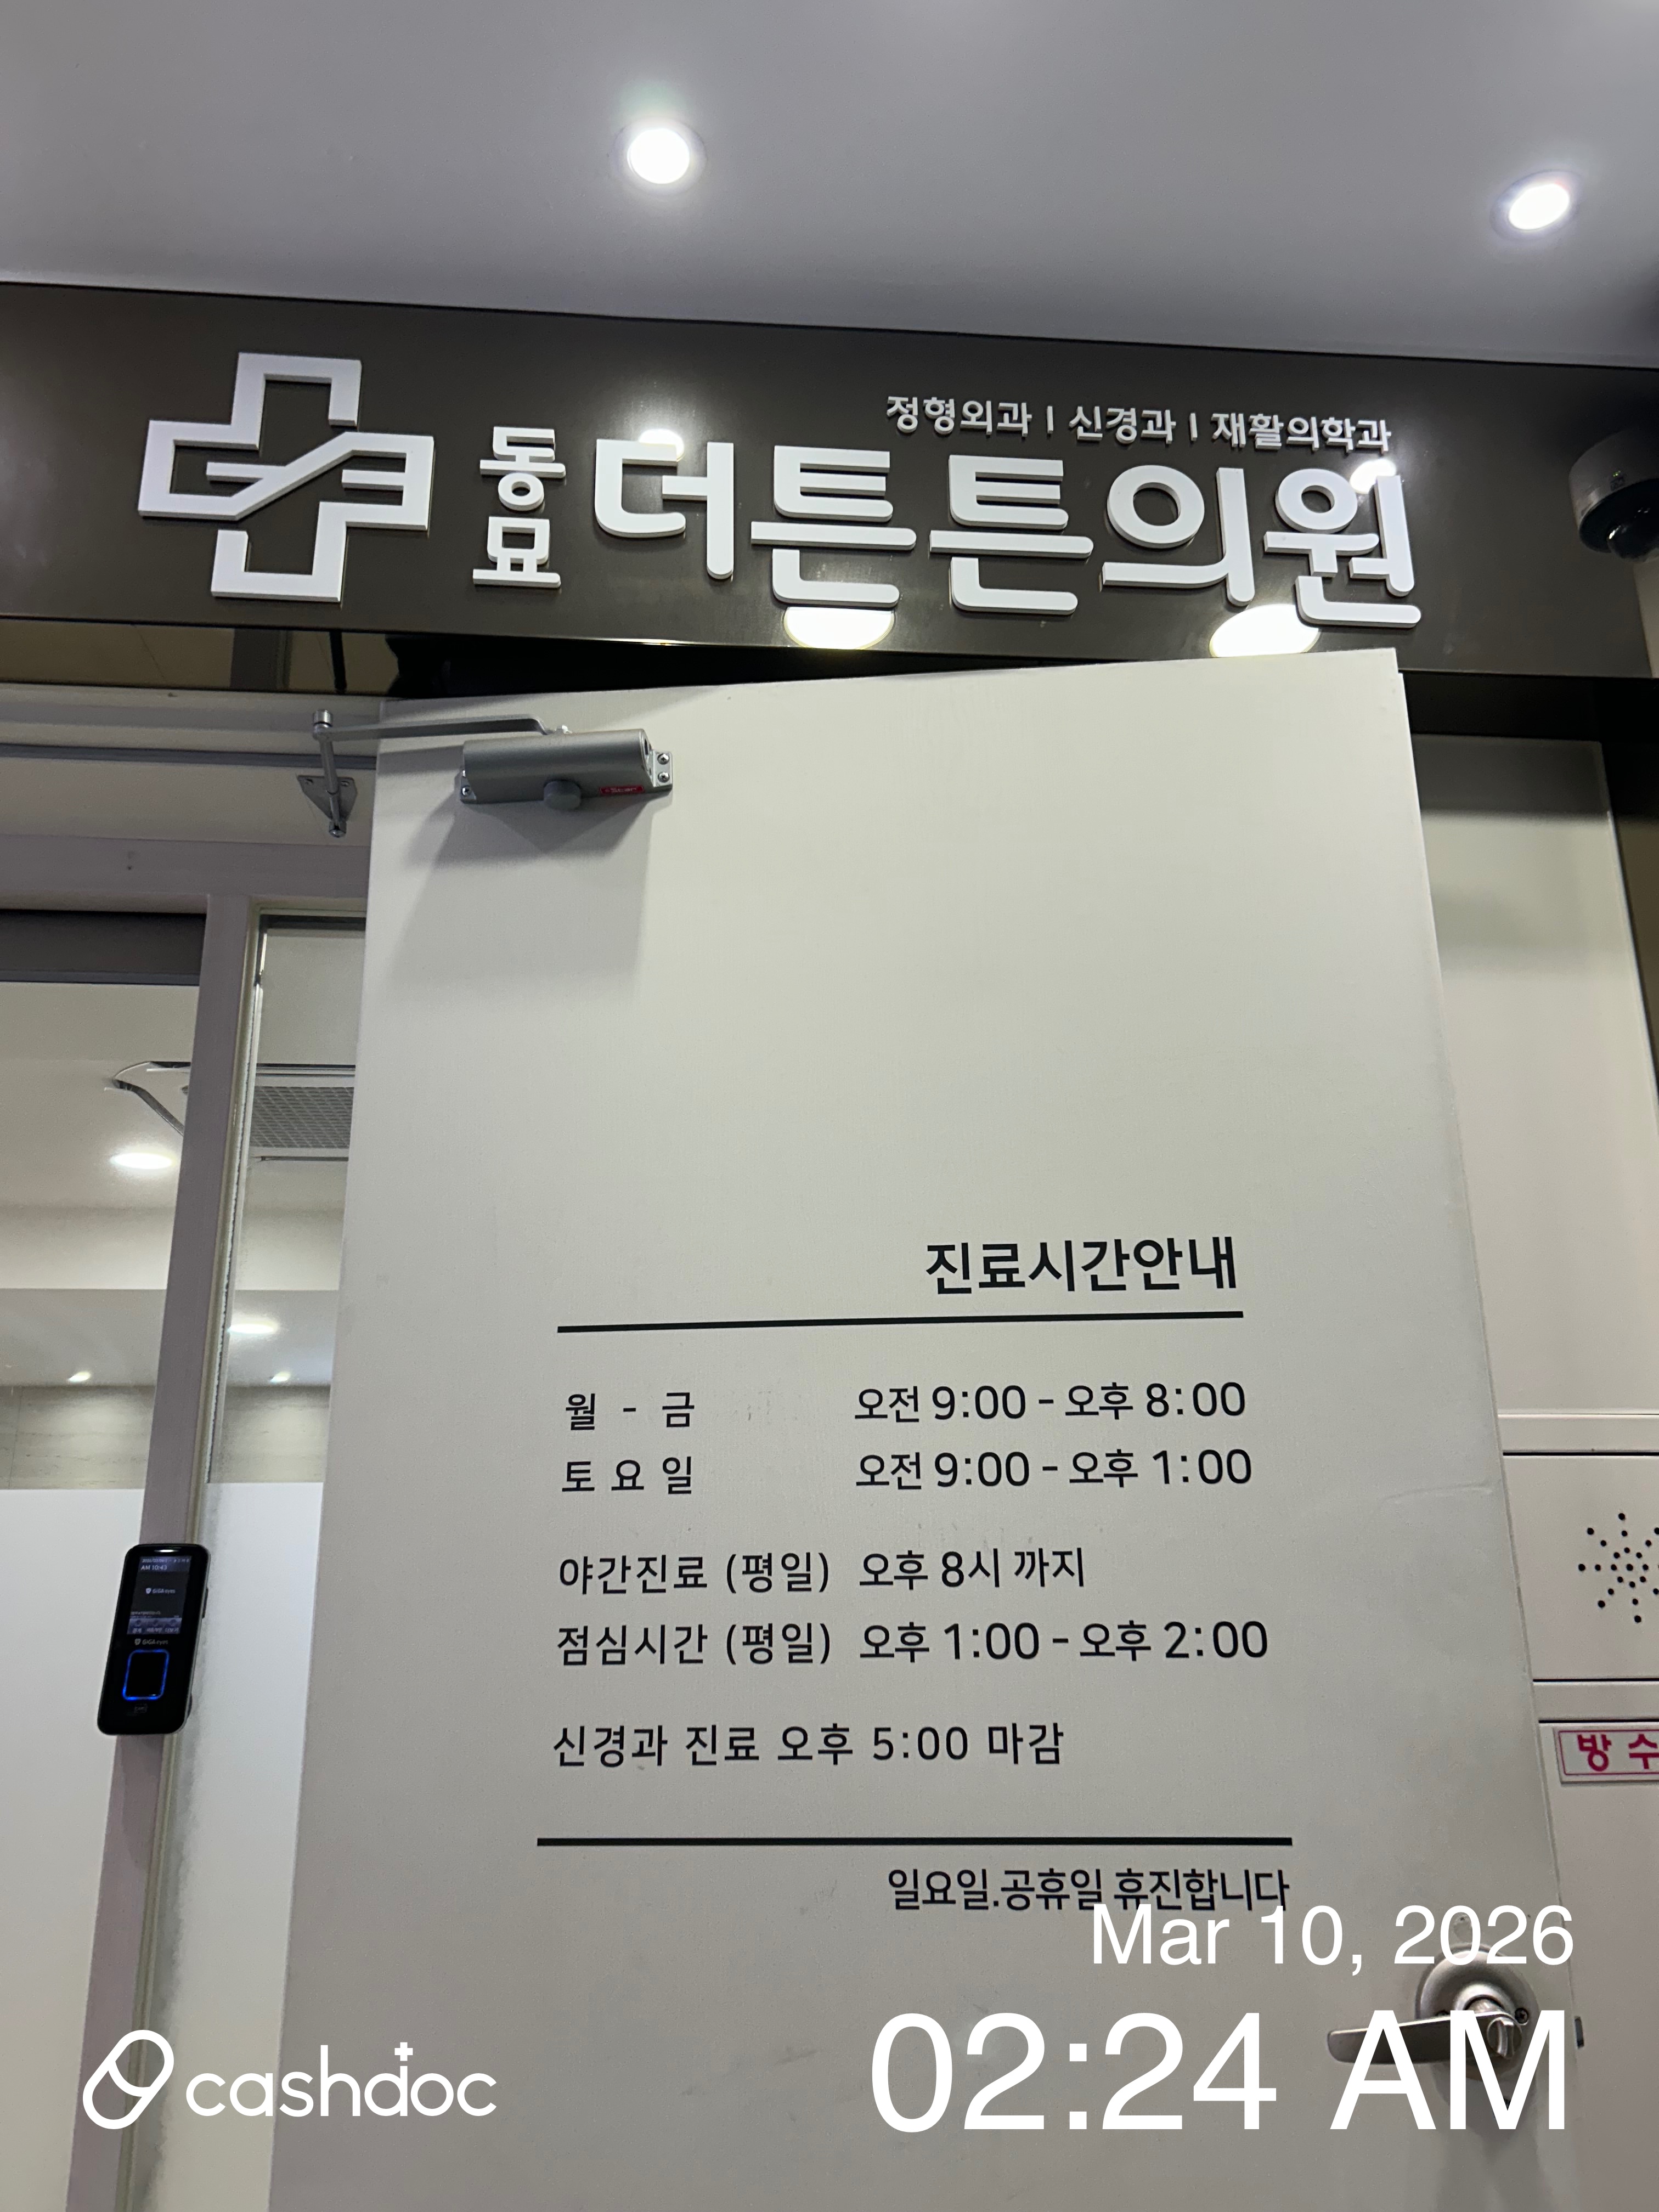 정형외과 | 신경과 | 재활의학과
동묘 더튼튼의원
진료시간안내
월 - 금 오전 9:00 - 오후 8:00
토요일 오전 9:00 - 오후 1:00
야간진료 (평일) 오후 8시 까지
점심시간 (평일) 오후 1:00 - 오후 2:00
신경과 진료 오후 5:00 마감
일요일.공휴일 휴진합니다
방수
Mar 10, 2026
02:24 AM
cashdoc